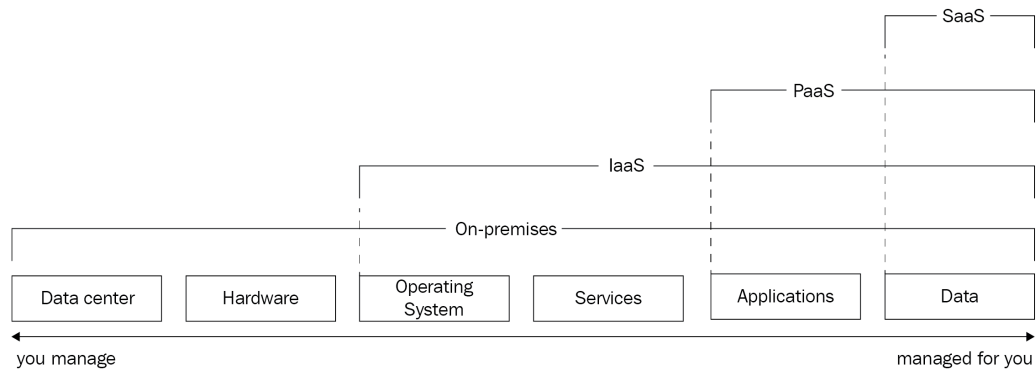 SaaS
PaaS
IaaS
On-premises
Data center
Hardware
Operating
System
Services
Applications
Data
you manage
managed for you